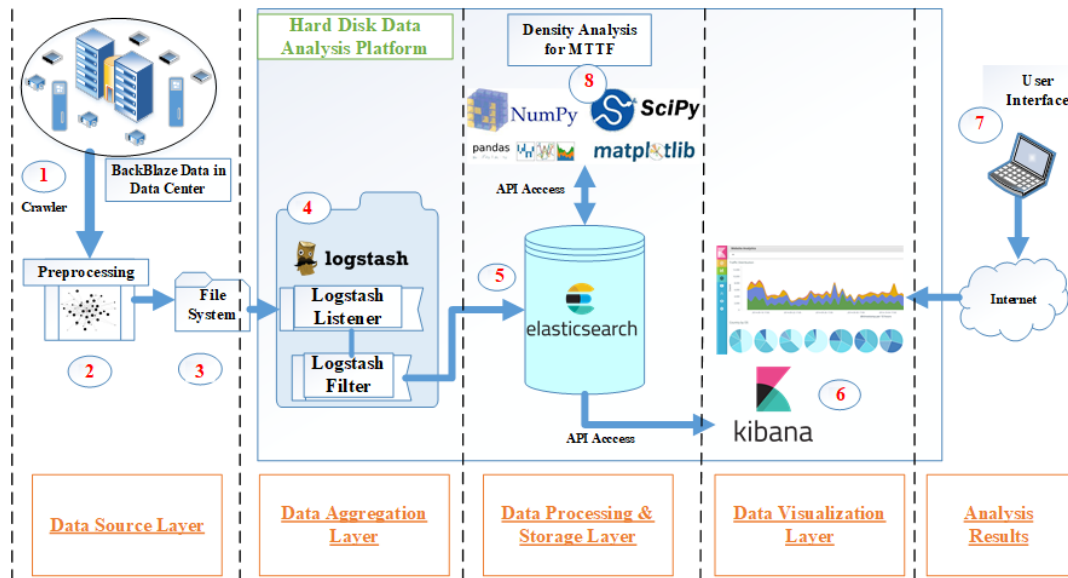 Hard Disk Data
Analysis Platform
Density Analysis
for MTTF
8
NumPy
SciPy
pandas
matplotlib
User
Interface
7
1
Crawler
BackBlaze Data in
Data Center
API Acccess
4
logstash
Preprocessing
File
System
Logstash
Listener
5
elasticsearch
Internet
2
3
Logstash
Filter
6
API Acccess
kibana
Data Source Layer
Data Aggregation
Layer
Data Processing &
Storage Layer
Data Visualization
Layer
Analysis
Results